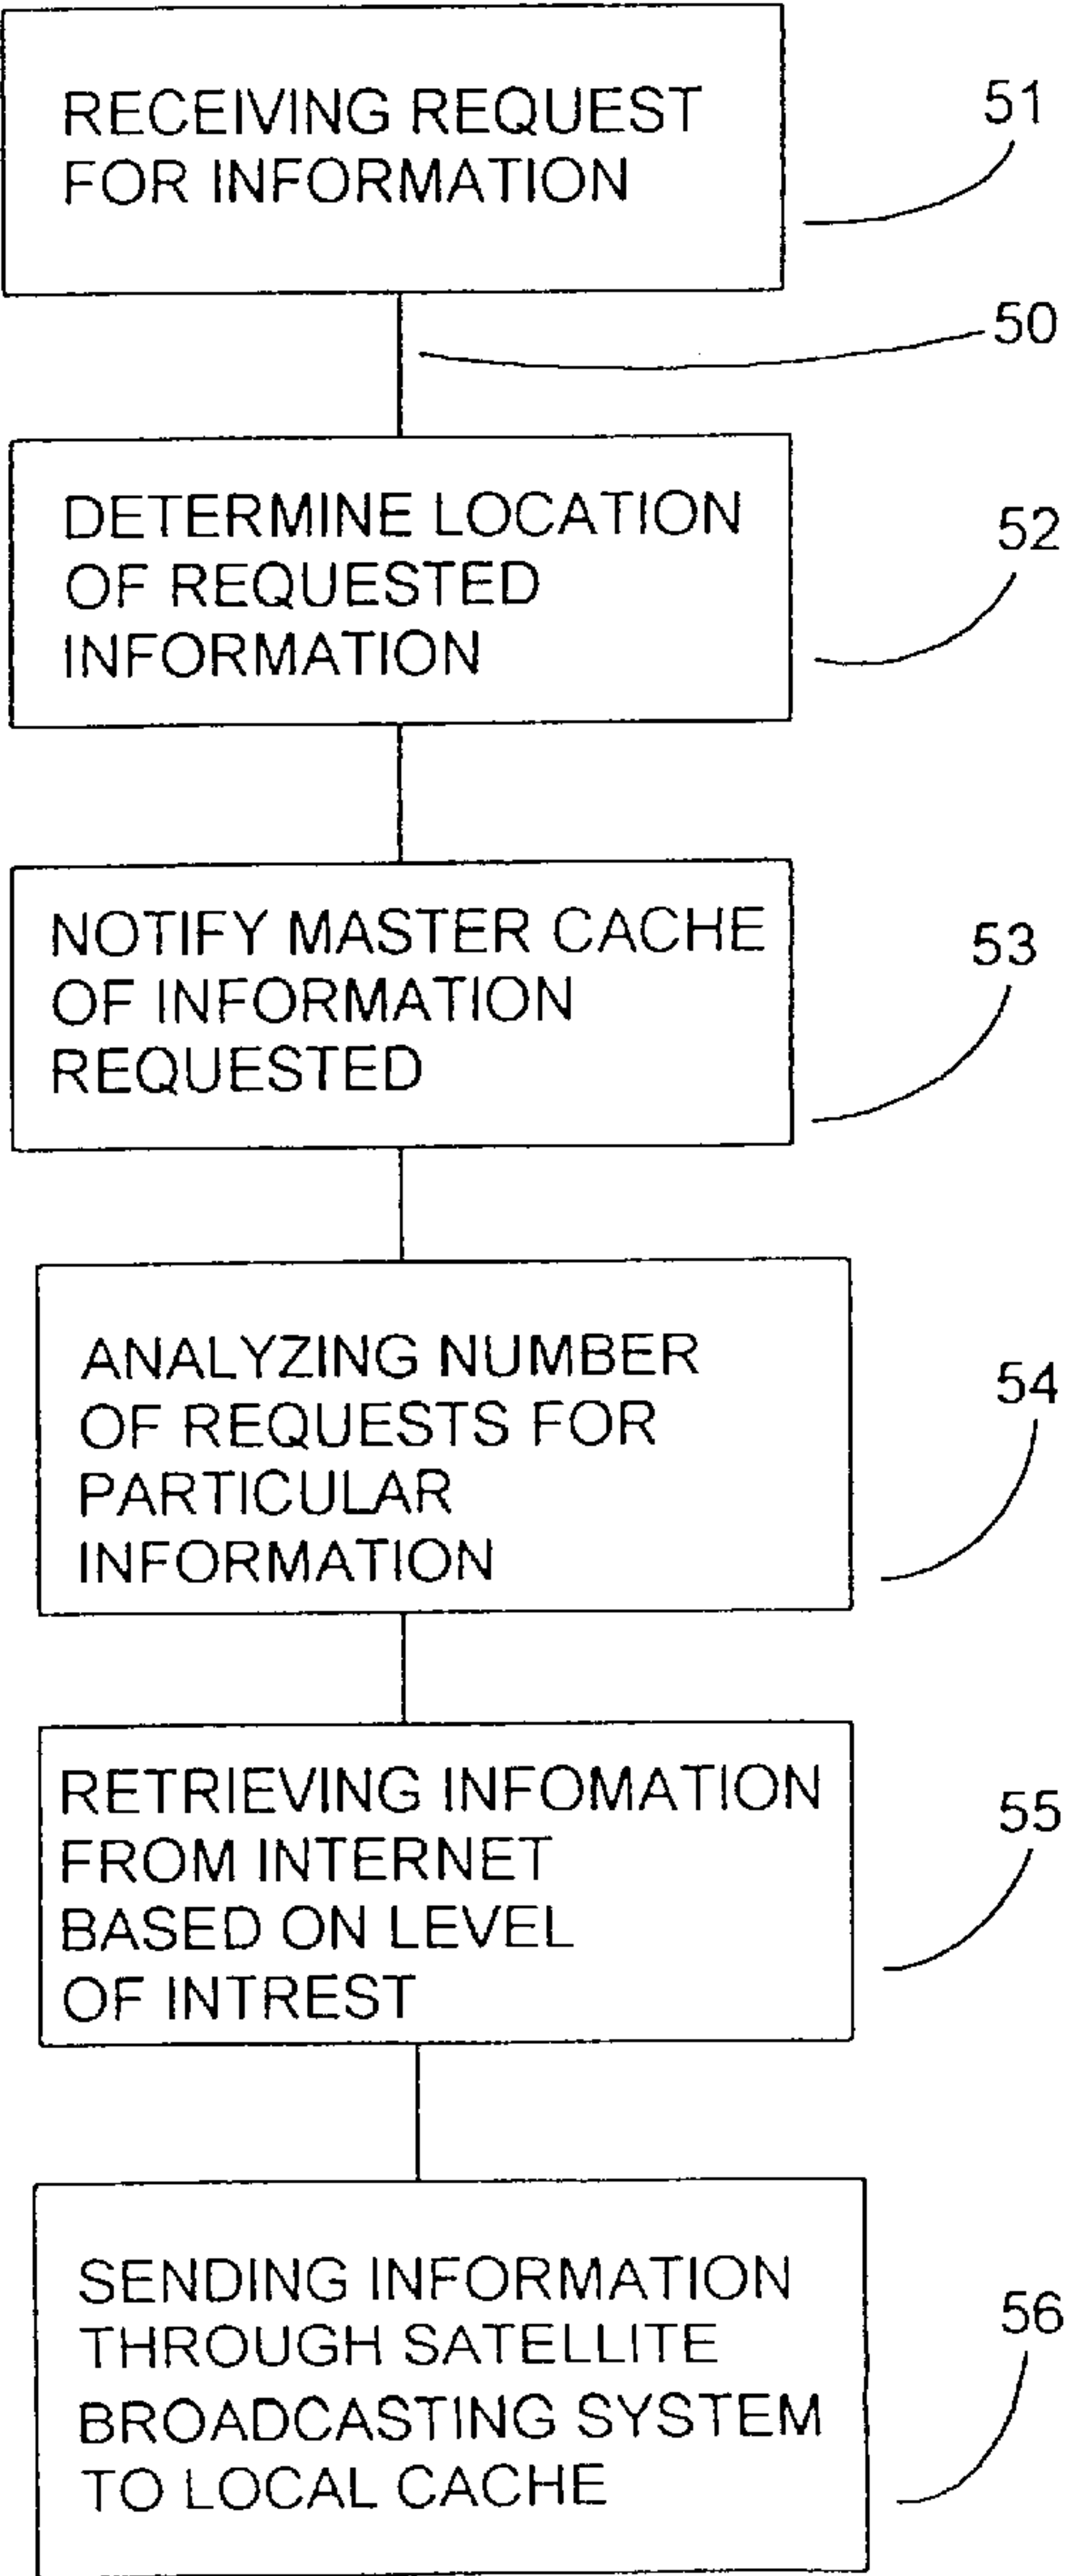 RECEIVING REQUEST
FOR INFORMATION
51
50
DETERMINE LOCATION
OF REQUESTED
INFORMATION
52
NOTIFY MASTER CACHE
OF INFORMATION
REQUESTED
53
ANALYZING NUMBER
OF REQUESTS FOR
PARTICULAR
INFORMATION
54
RETRIEVING INFOMATION
FROM INTERNET
BASED ON LEVEL
OF INTREST
55
SENDING INFORMATION
THROUGH SATELLITE
BROADCASTING SYSTEM
TO LOCAL CACHE
56